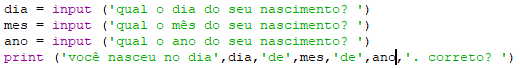 dia = input ('qual o dia do seu nascimento? ')
mes = input ('qual o mês do seu nascimento? ')
ano = input ('qual o ano do seu nascimento? ')
print ('você nasceu no dia',dia,'de',mes,'de',ano,'. correto? ')